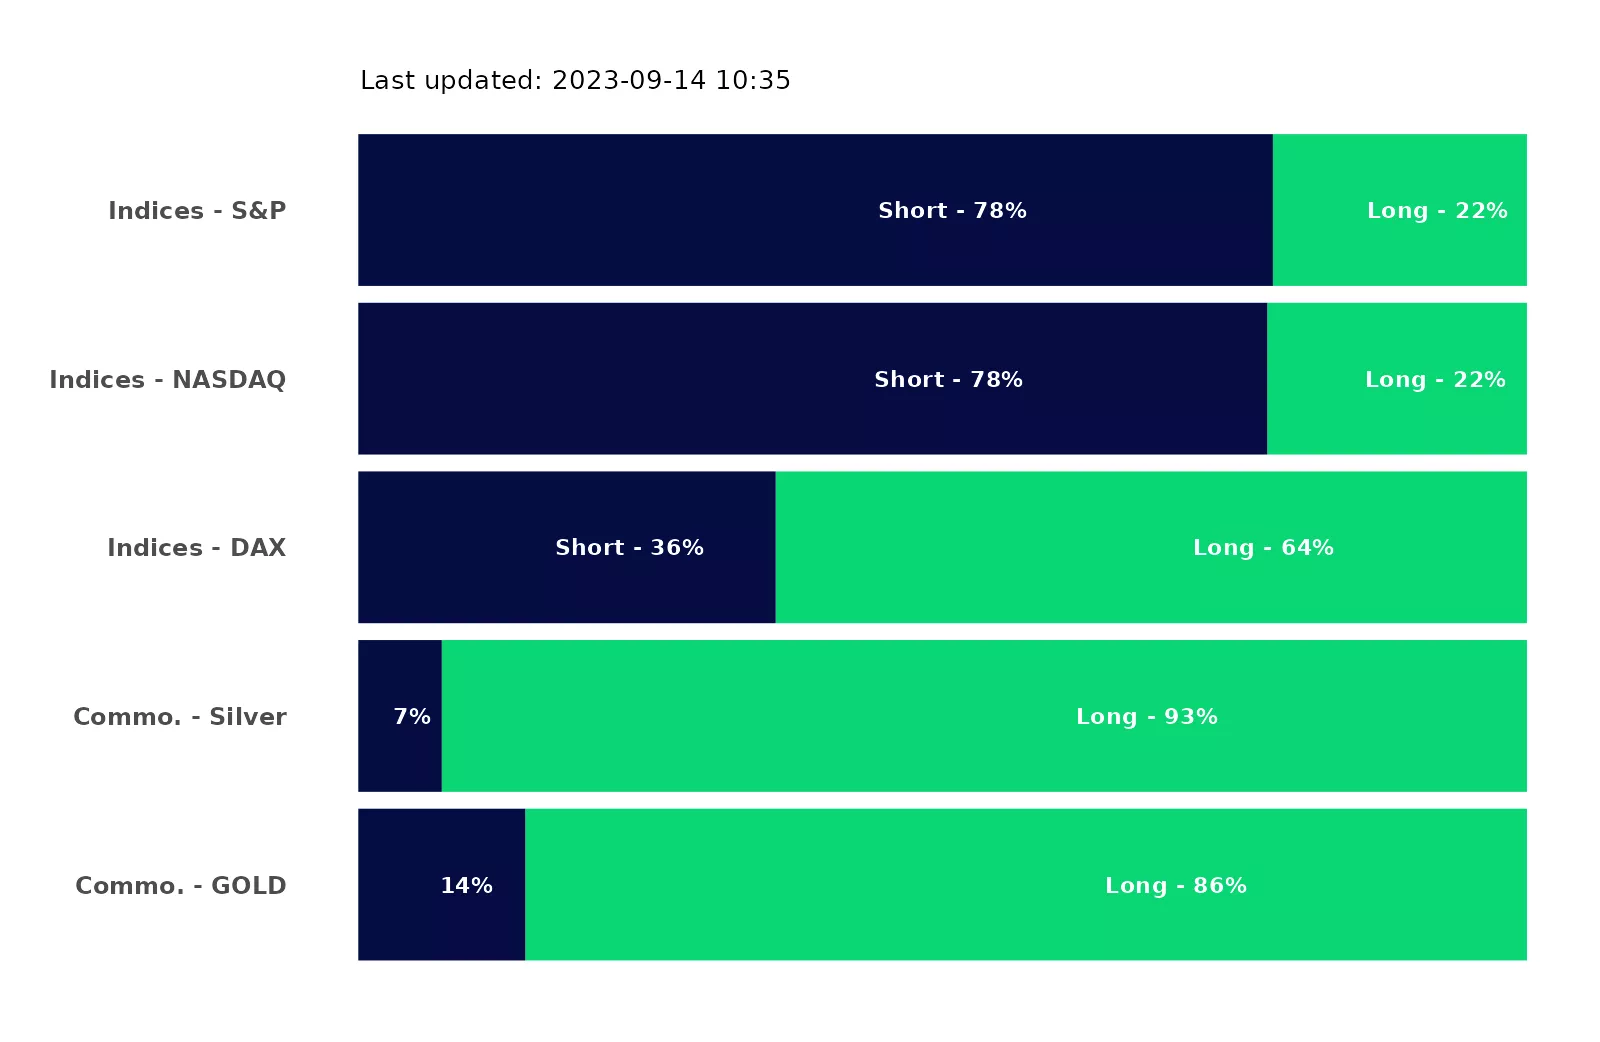 Last updated: 2023-09-14 10:35
Indices - S&P Short - 78% Long - 22%
Indices - NASDAQ Short - 78% Long - 22%
Indices - DAX Short - 36% Long - 64%
Commo. - Silver 7% Long - 93%
Commo. - GOLD 14% Long - 86%